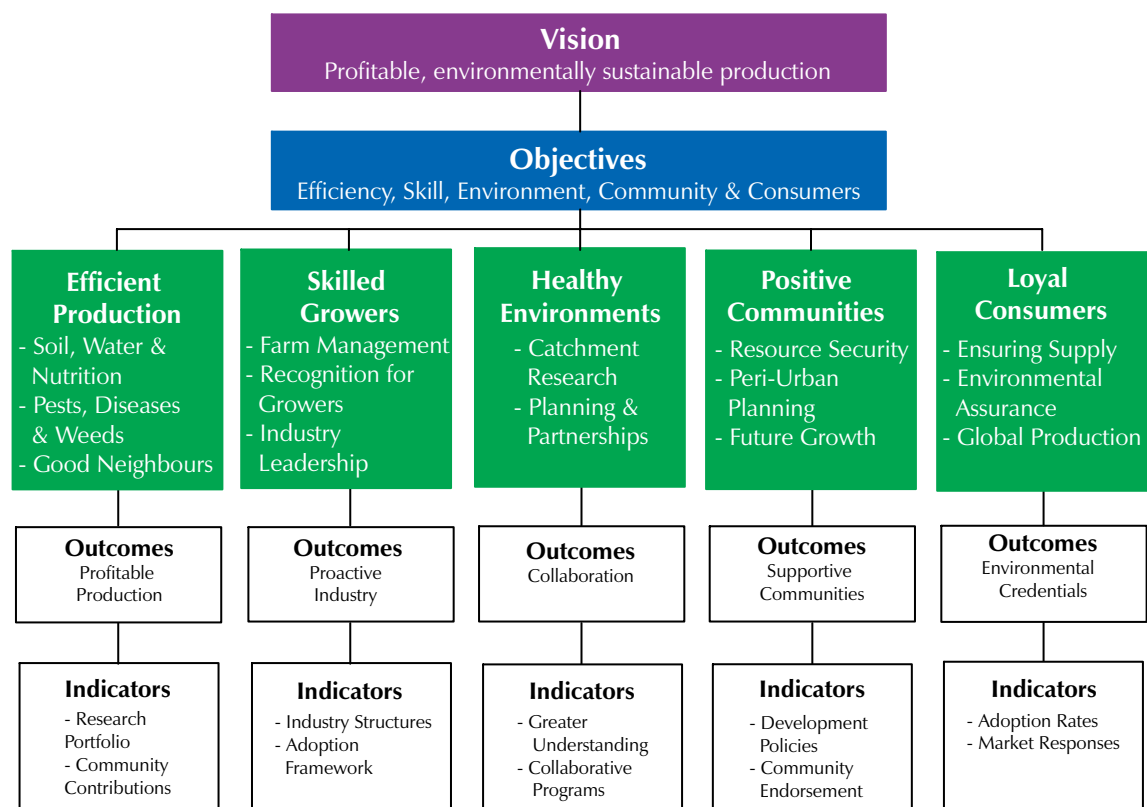 Vision
Profitable, environmentally sustainable production
Objectives
Efficiency, Skill, Environment, Community & Consumers
Efficient
Production
- Soil, Water &
Nutrition
- Pests, Diseases
& Weeds
- Good Neighbours
Skilled
Growers
- Farm Management
- Recognition for
Growers
- Industry
Leadership
Healthy
Environments
- Catchment
Research
- Planning &
Partnerships
Positive
Communities
- Resource Security
- Peri-Urban
Planning
- Future Growth
Loyal
Consumers
- Ensuring Supply
- Environmental
Assurance
- Global Production
Outcomes
Profitable
Production
Outcomes
Proactive
Industry
Outcomes
Collaboration
Outcomes
Supportive
Communities
Outcomes
Environmental
Credentials
Indicators
- Research
Portfolio
- Community
Contributions
Indicators
- Industry Structures
- Adoption
Framework
Indicators
- Greater
Understanding
- Collaborative
Programs
Indicators
- Development
Policies
- Community
Endorsement
Indicators
- Adoption Rates
- Market Responses